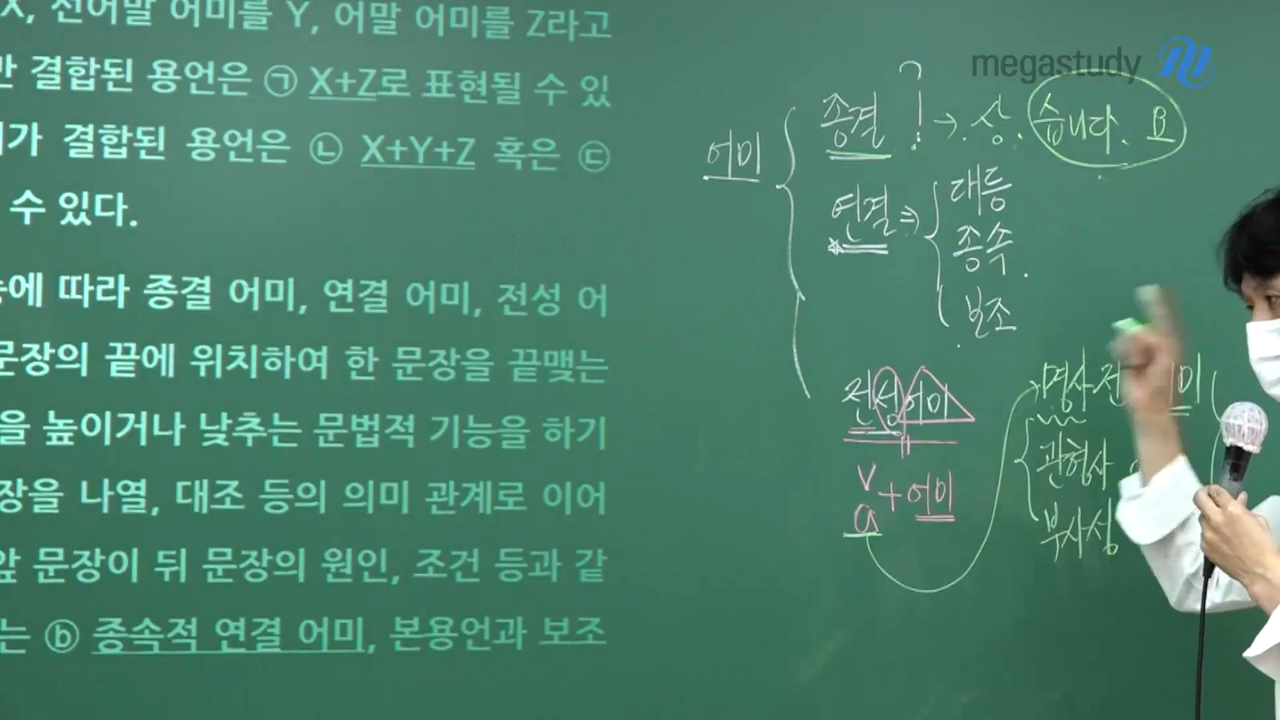 X, 선어말 어미를 Y, 어말 어미를 Z라고
만 결합된 용언은 ㉠ X+Z로 표현될 수 있
가 결합된 용언은 ㉡ X+Y+Z 혹은 ㉢
수 있다.
에 따라 종결 어미, 연결 어미, 전성 어
문장의 끝에 위치하여 한 문장을 끝맺는
을 높이거나 낮추는 문법적 기능을 하기
장을 나열, 대조 등의 의미 관계로 이어
앞 문장이 뒤 문장의 원인, 조건 등과 같
는 ⓑ 종속적 연결 어미, 본용언과 보조
megastudy
어미
종결 ? ! → 상. 습니다. 요
연결 ⇒ 대등
종속.
보조
전성어미
V
a + 어미
명사전 미
관형사
부사성